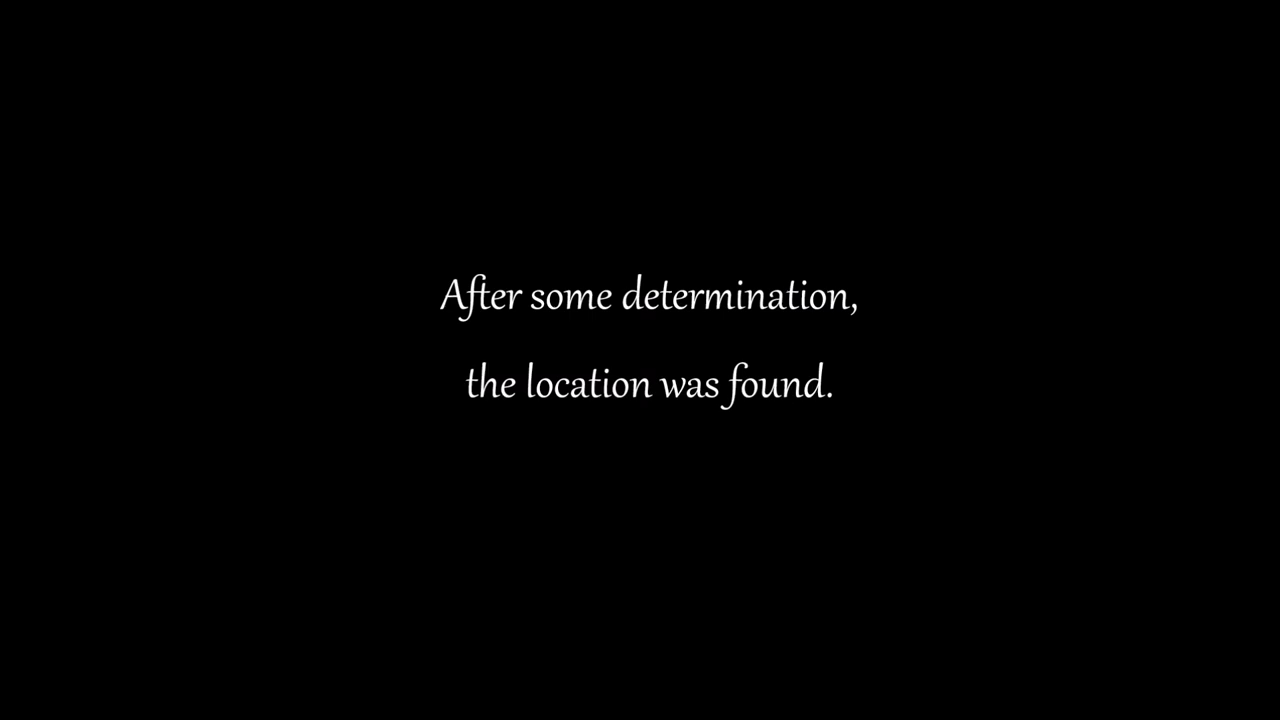 After some determination,
the location was found.